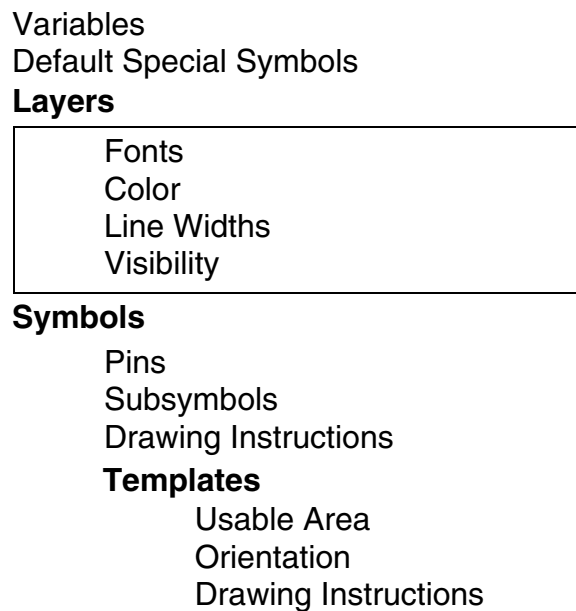 Variables
Default Special Symbols
Layers
Fonts
Color
Line Widths
Visibility
Symbols
Pins
Subsymbols
Drawing Instructions
Templates
Usable Area
Orientation
Drawing Instructions